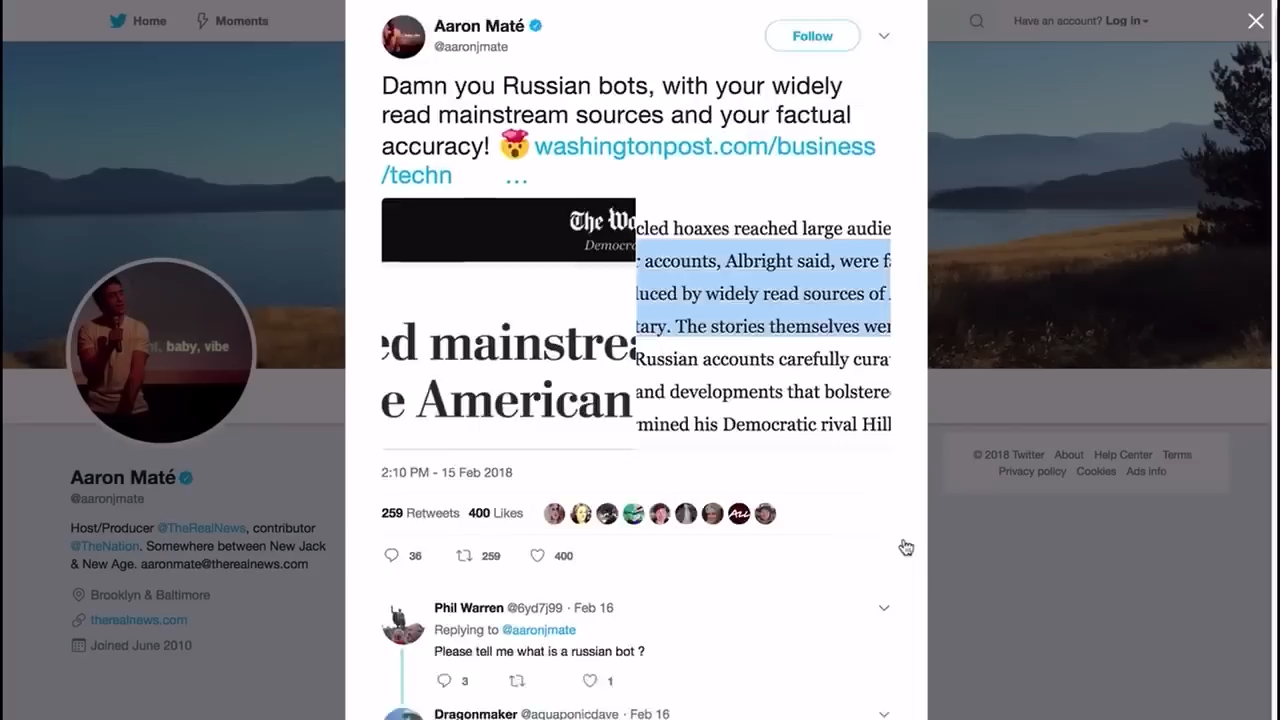 Home
Moments
Have an account? Log in
Aaron Maté
@aaronjmate
Follow
Damn you Russian bots, with your widely
read mainstream sources and your factual
accuracy! 🤯 washingtonpost.com/business
/techn …
The Wa
Democra
ed mainstrea
e American
cled hoaxes reached large audie
r accounts, Albright said, were fa
luced by widely read sources of
tary. The stories themselves wer
Russian accounts carefully cura
and developments that bolstere
rmined his Democratic rival Hill
2:10 PM - 15 Feb 2018
259 Retweets 400 Likes
36 259 400
Phil Warren @6yd7j99 · Feb 16
Replying to @aaronjmate
Please tell me what is a russian bot ?
3 1
Dragonmaker @aquaponicdave · Feb 16
baby, vibe
Aaron Maté
@aaronjmate
Host/Producer @TheRealNews, contributor
@TheNation. Somewhere between New Jack
& New Age. aaronmate@therealnews.com
Brooklyn & Baltimore
therealnews.com
Joined June 2010
© 2018 Twitter About Help Center Terms
Privacy policy Cookies Ads info